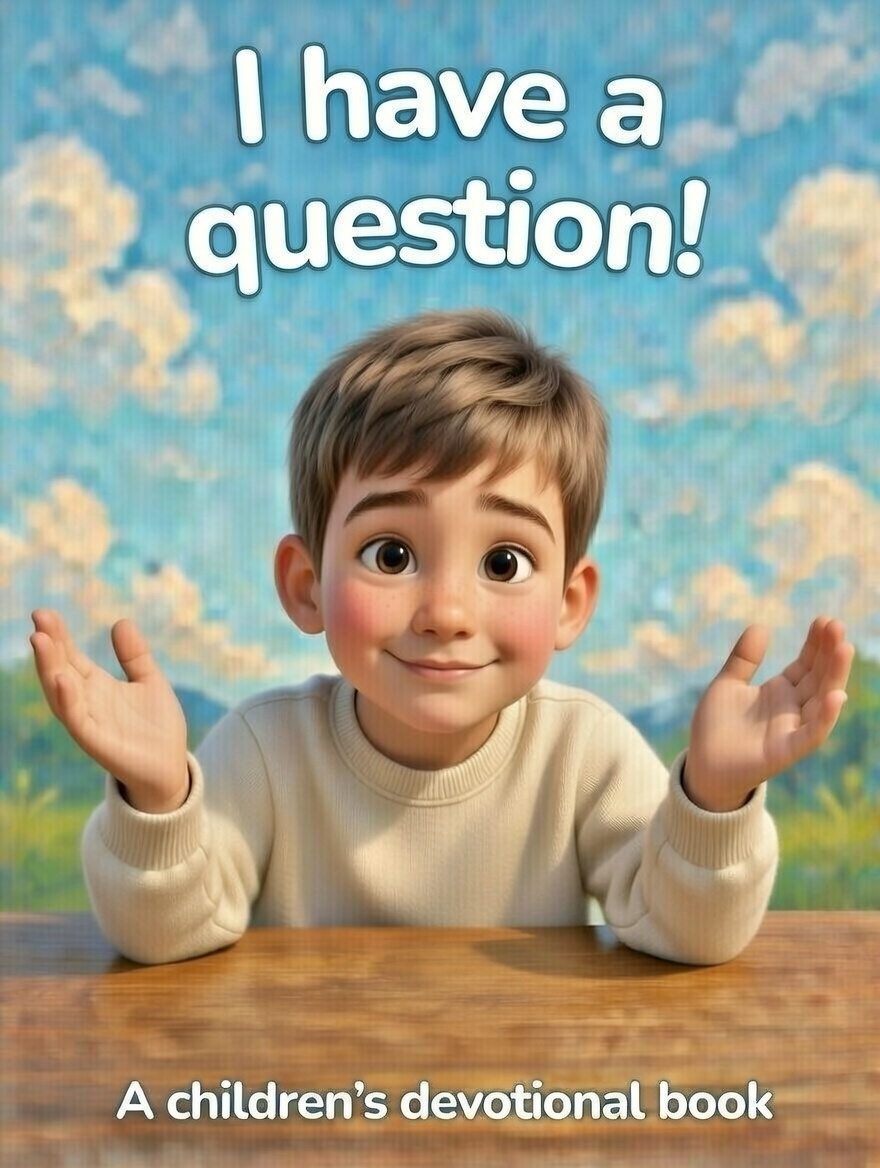 I have a
question!
A children’s devotional book